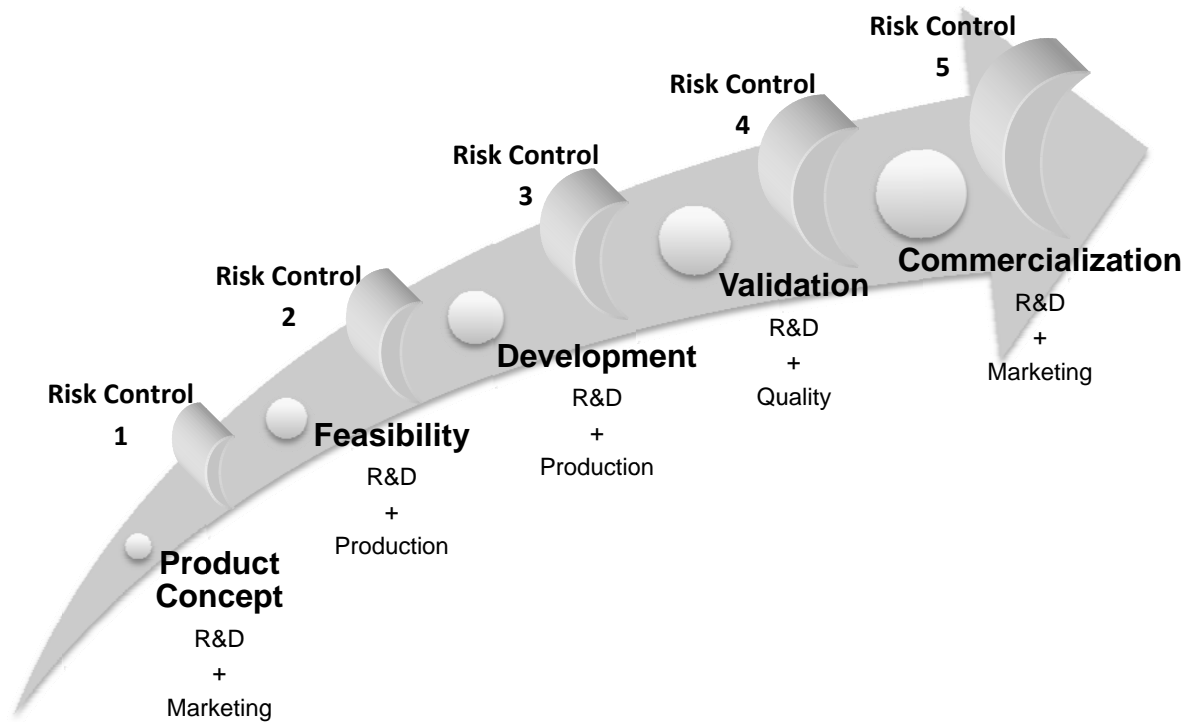 Risk Control
1
Product
Concept
R&D
+
Marketing
Risk Control
2
Feasibility
R&D
+
Production
Risk Control
3
Development
R&D
+
Production
Risk Control
4
Validation
R&D
+
Quality
Risk Control
5
Commercialization
R&D
+
Marketing